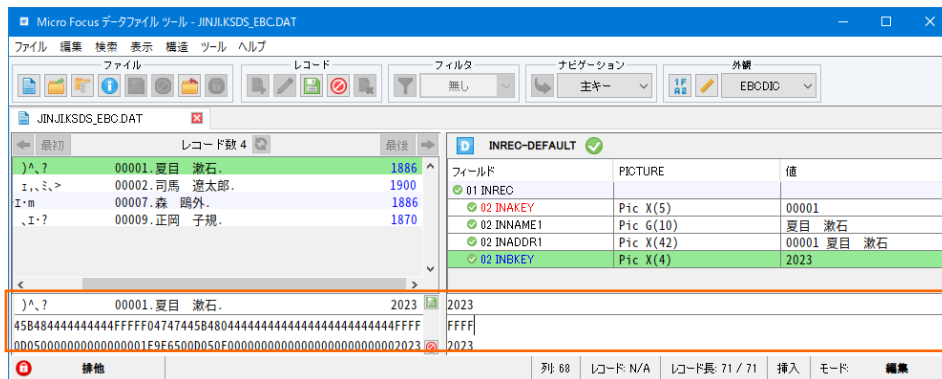 Micro Focus データファイル ツール - JINJI.KSDS_EBC.DAT
ファイル 編集 検索 表示 構造 ツール ヘルプ
ファイル レコード フィルタ ナビゲーション 外観
無し 主キー EBCDIC
JINJI.KSDS_EBC.DAT
最初 レコード数 4 最後
INREC-DEFAULT
)^､? 00001.夏目 漱石. 1886
ｴ,､ﾐ､> 00002.司馬 遼太郎. 1900
ｴ･m 00007.森 鴎外. 1886
､ｴ･? 00009.正岡 子規. 1870
フィールド PICTURE 値
01 INREC
02 INAKEY Pic X(5) 00001
02 INNAME1 Pic G(10) 夏目 漱石
02 INADDR1 Pic X(42) 00001 夏目 漱石
02 INBKEY Pic X(4) 2023
)^､? 00001.夏目 漱石. 2023
2023
FFFF
2023
排他 列: 68 レコード: N/A レコード長: 71 / 71 挿入 モード: 編集